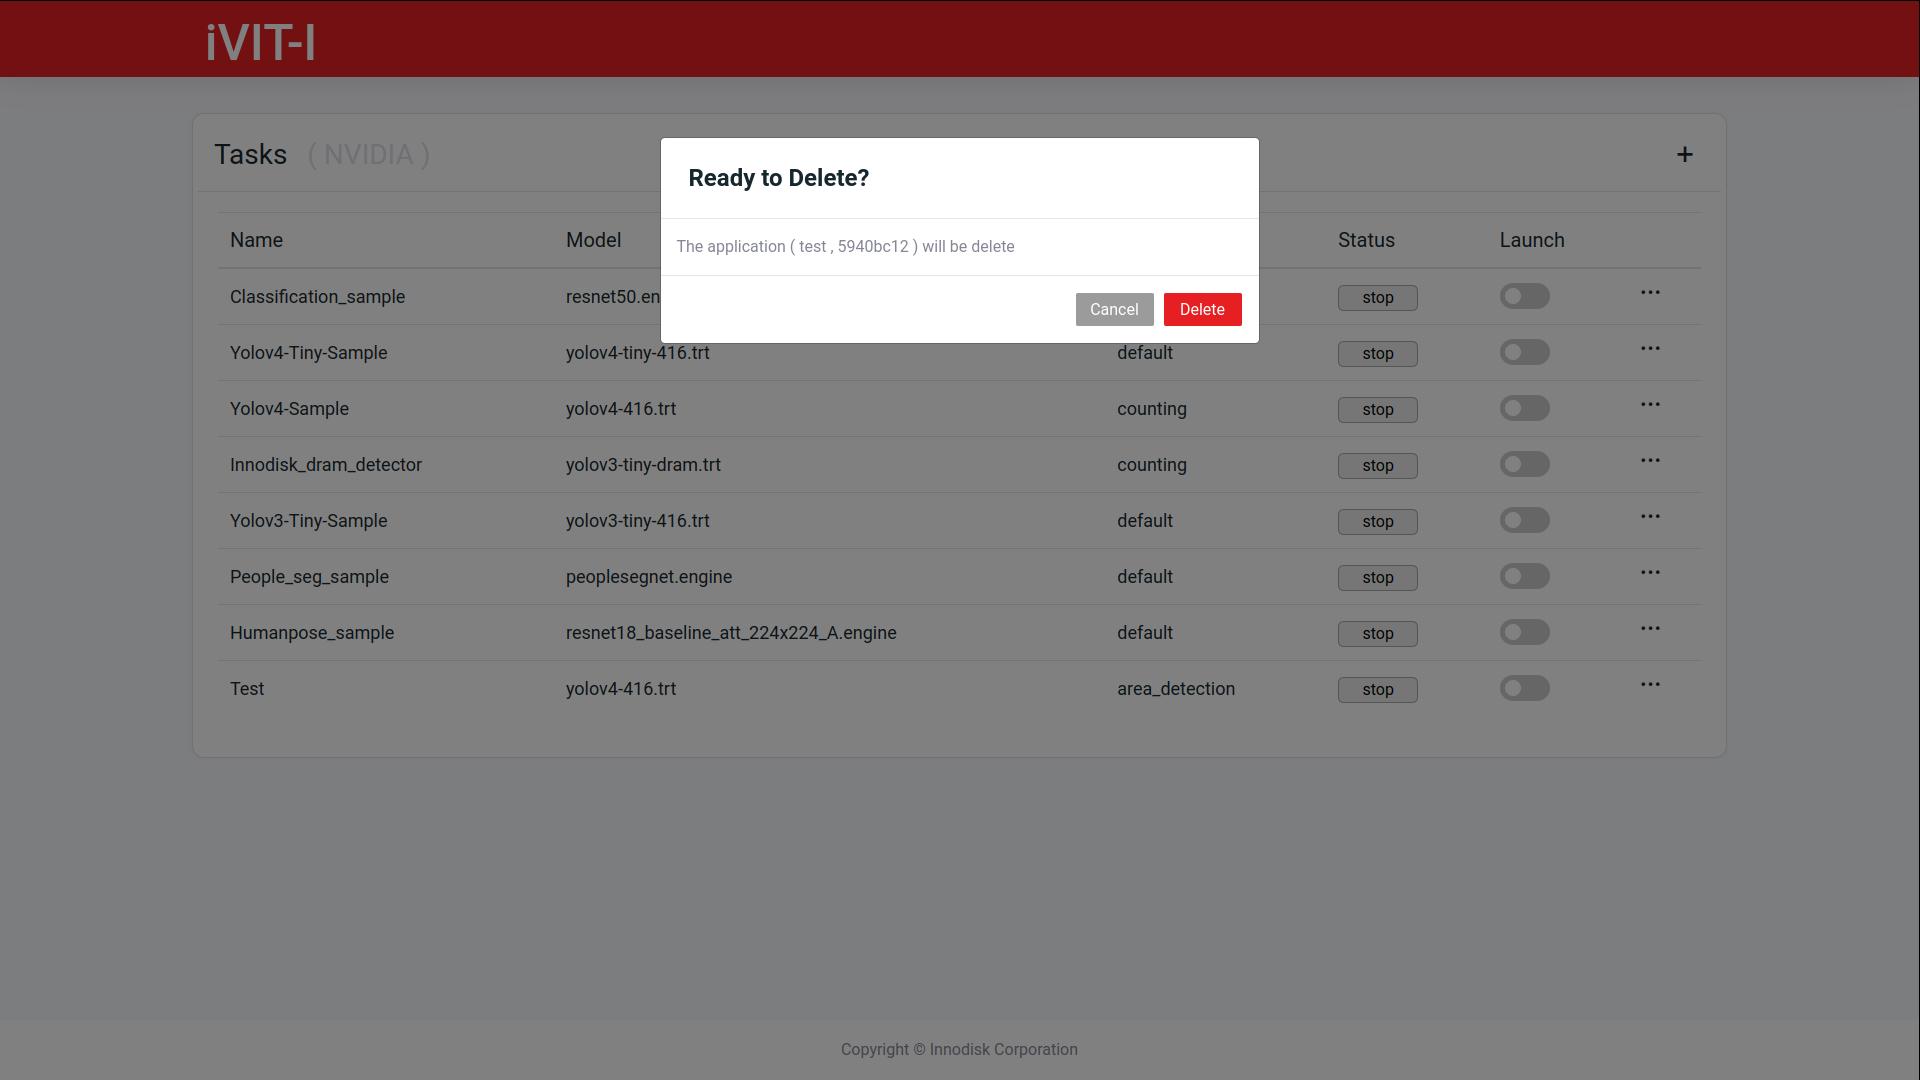 iVIT-I
Tasks ( NVIDIA ) +
Ready to Delete?
The application ( test , 5940bc12 ) will be delete
Cancel Delete
Name Model Status Launch
Classification_sample resnet50.en stop ...
Yolov4-Tiny-Sample yolov4-tiny-416.trt default stop ...
Yolov4-Sample yolov4-416.trt counting stop ...
Innodisk_dram_detector yolov3-tiny-dram.trt counting stop ...
Yolov3-Tiny-Sample yolov3-tiny-416.trt default stop ...
People_seg_sample peoplesegnet.engine default stop ...
Humanpose_sample resnet18_baseline_att_224x224_A.engine default stop ...
Test yolov4-416.trt area_detection stop ...
Copyright © Innodisk Corporation